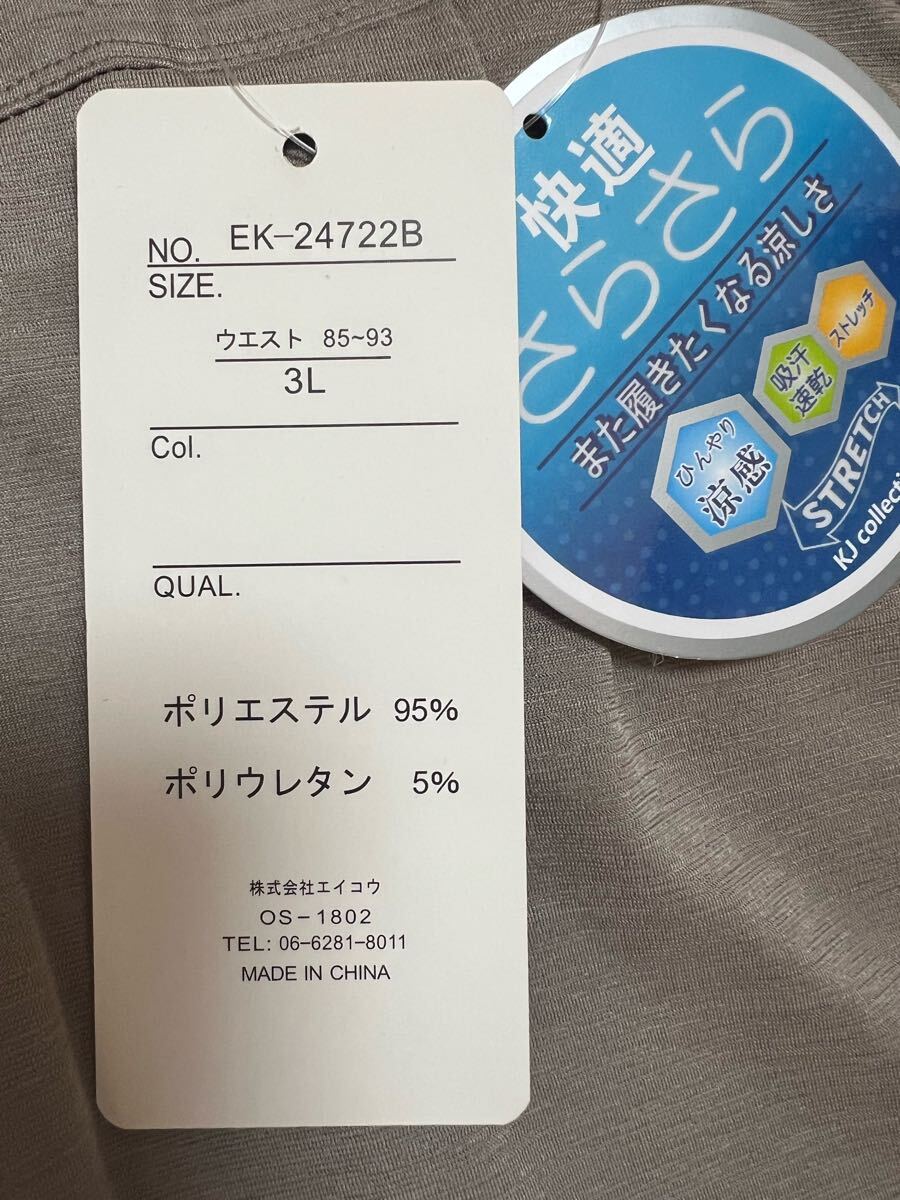 NO. EK-24722B
SIZE.
ウエスト 85~93
3L
Col.
QUAL.
ポリエステル 95%
ポリウレタン 5%
株式会社エイコウ
OS-1802
TEL: 06-6281-8011
MADE IN CHINA
快適
さらさら
また履きたくなる涼しさ
ひんやり
涼感
吸汗
速乾
ストレッチ
STRETCH
KJ collecti